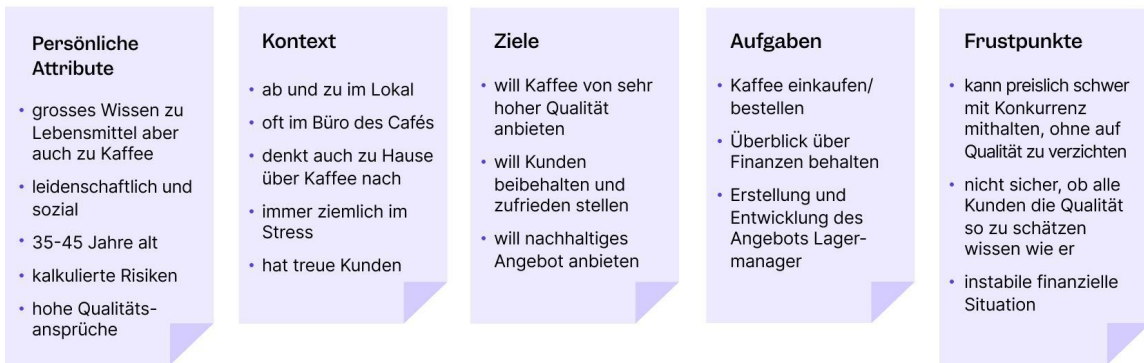 Persönliche
Attribute
• grosses Wissen zu
Lebensmittel aber
auch zu Kaffee
• leidenschaftlich und
sozial
• 35-45 Jahre alt
• kalkulierte Risiken
• hohe Qualitäts-
ansprüche
Kontext
• ab und zu im Lokal
• oft im Büro des Cafés
• denkt auch zu Hause
über Kaffee nach
• immer ziemlich im
Stress
• hat treue Kunden
Ziele
• will Kaffee von sehr
hoher Qualität
anbieten
• will Kunden
beibehalten und
zufrieden stellen
• will nachhaltiges
Angebot anbieten
Aufgaben
• Kaffee einkaufen/
bestellen
• Überblick über
Finanzen behalten
• Erstellung und
Entwicklung des
Angebots Lager-
manager
Frustpunkte
• kann preislich schwer
mit Konkurrenz
mithalten, ohne auf
Qualität zu verzichten
• nicht sicher, ob alle
Kunden die Qualität
so zu schätzen
wissen wie er
• instabile finanzielle
Situation